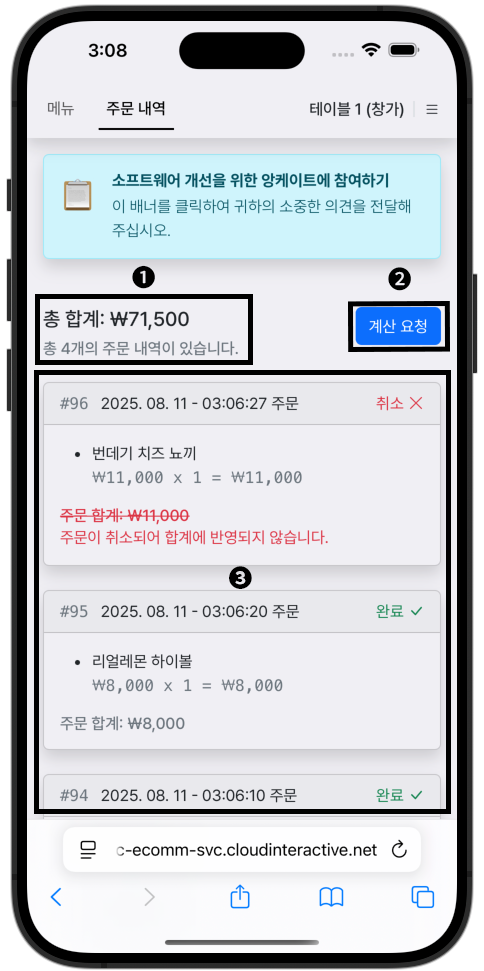 3:08
메뉴
주문 내역
테이블 1 (창가)
소프트웨어 개선을 위한 앙케이트에 참여하기
이 배너를 클릭하여 귀하의 소중한 의견을 전달해
주십시오.
❶
❷
총 합계: ₩71,500
계산 요청
총 4개의 주문 내역이 있습니다.
#96 2025. 08. 11 - 03:06:27 주문 취소
• 번데기 치즈 뇨끼
₩11,000 x 1 = ₩11,000
주문 합계: ₩11,000
주문이 취소되어 합계에 반영되지 않습니다.
❸
#95 2025. 08. 11 - 03:06:20 주문 완료 ✓
• 리얼레몬 하이볼
₩8,000 x 1 = ₩8,000
주문 합계: ₩8,000
#94 2025. 08. 11 - 03:06:10 주문 완료 ✓
c-ecomm-svc.cloudinteractive.net